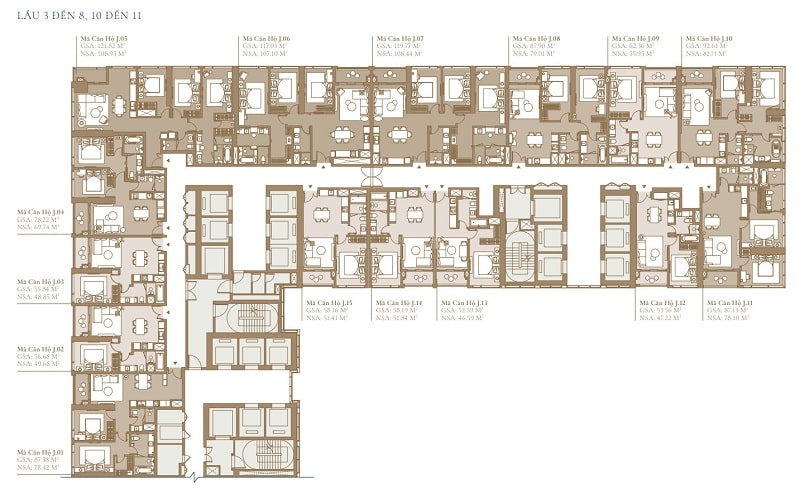 LẦU 3 ĐẾN 8, 10 ĐẾN 11
Mã Căn Hộ J.05
GSA: 121.82 M²
NSA: 108.95 M²
Mã Căn Hộ J.06
GSA: 117.03 M²
NSA: 107.10 M²
Mã Căn Hộ J.07
GSA: 119.77 M²
NSA: 108.44 M²
Mã Căn Hộ J.08
GSA: 87.90 M²
NSA: 79.01 M²
Mã Căn Hộ J.09
GSA: 62.36 M²
NSA: 55.95 M²
Mã Căn Hộ J.10
GSA: 92.61 M²
NSA: M²
Mã Căn Hộ J.04
GSA: 78.22 M²
NSA: 69.74 M²
Mã Căn Hộ J.03
GSA: 55.84 M²
NSA: 48.85 M²
Mã Căn Hộ J.02
GSA: 56.68 M²
NSA: 49.68 M²
Mã Căn Hộ J.01
GSA: 87.38 M²
NSA: 78.42 M²
Mã Căn Hộ J.15
GSA: 58.16 M²
NSA: 51.41 M²
Mã Căn Hộ J.14
GSA: 58.19 M²
NSA: 51.84 M²
Mã Căn Hộ J.13
GSA: 52.59 M²
NSA: 46.59 M²
Mã Căn Hộ J.12
GSA: 53.56 M²
NSA: 47.22 M²
Mã Căn Hộ J.11
GSA: 87.13 M²
NSA: 78.10 M²